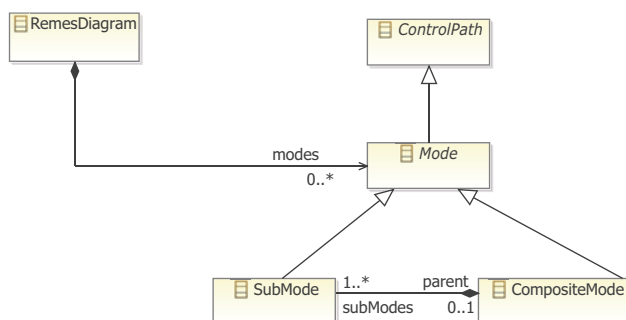 RemesDiagram
ControlPath
modes
0..*
Mode
SubMode
1..*
subModes
parent
0..1
CompositeMode